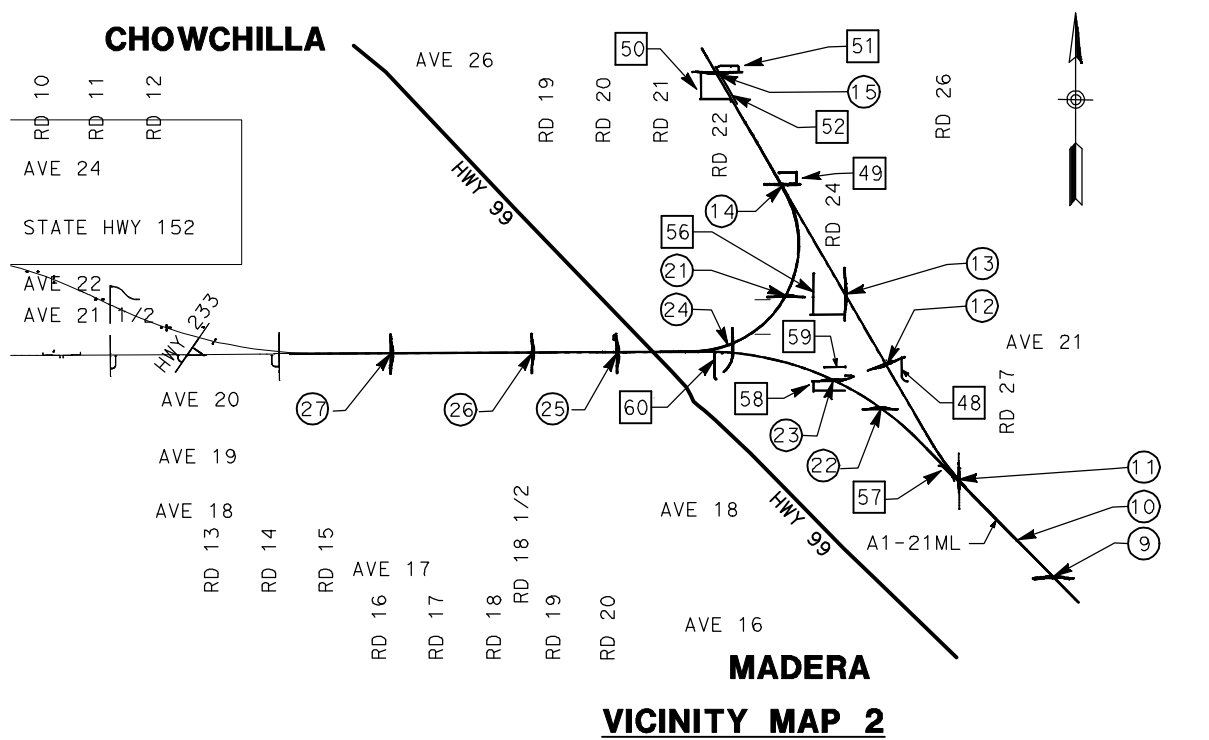 CHOWCHILLA
AVE 26
50
51
15
52
RD 10
RD 11
RD 12
RD 19
RD 20
RD 21
RD 22
RD 26
AVE 24
HWY 99
49
14
RD 24
STATE HWY 152
56
21
13
AVE 22
AVE 21 1/2
HWY 233
24
12
59
AVE 21
RD 27
AVE 20
27
26
25
60
58
48
23
22
AVE 19
11
57
10
AVE 18
AVE 18
HWY 99
A1-21ML
9
RD 13
RD 14
RD 15
AVE 17
RD 18 1/2
RD 16
RD 17
RD 18
RD 19
RD 20
AVE 16
MADERA
VICINITY MAP 2